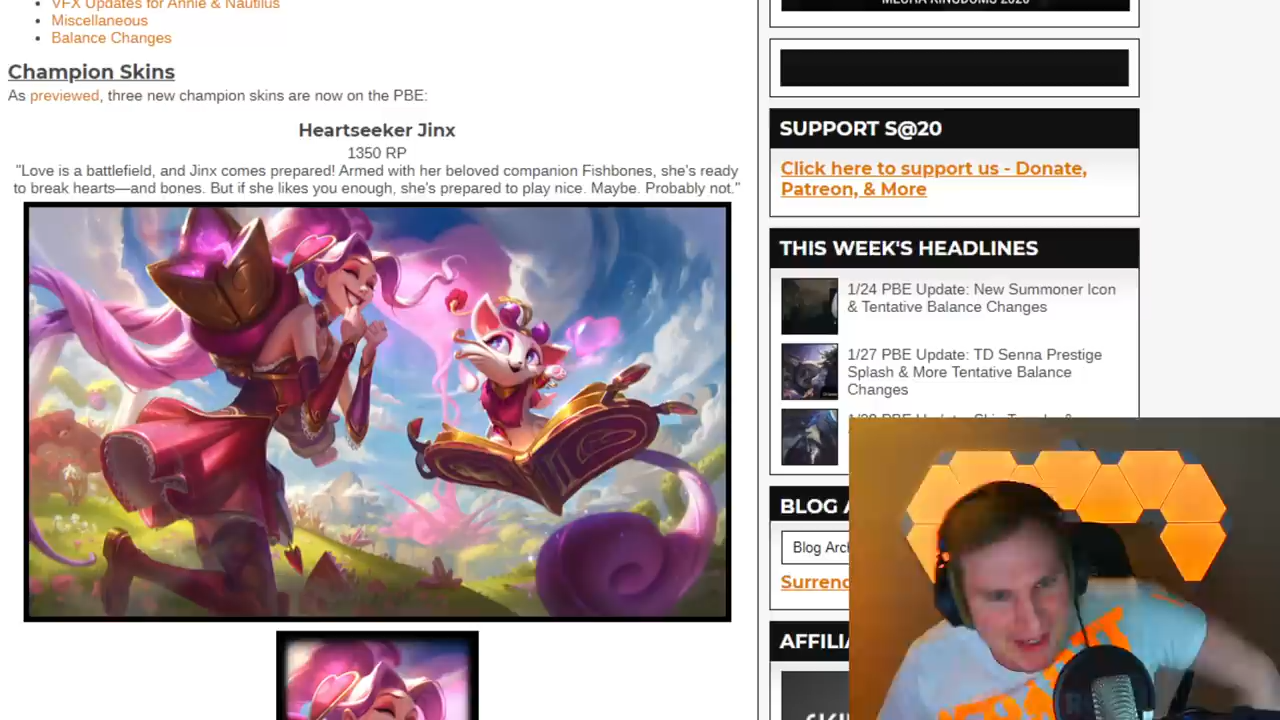 VFX Updates for Annie & Nautilus
Miscellaneous
Balance Changes
Champion Skins
As previewed, three new champion skins are now on the PBE:
Heartseeker Jinx
1350 RP
"Love is a battlefield, and Jinx comes prepared! Armed with her beloved companion Fishbones, she's ready
to break hearts—and bones. But if she likes you enough, she's prepared to play nice. Maybe. Probably not."
MECHA KINGDOMS 2020
SUPPORT S@20
Click here to support us - Donate,
Patreon, & More
THIS WEEK'S HEADLINES
1/24 PBE Update: New Summoner Icon
& Tentative Balance Changes
1/27 PBE Update: TD Senna Prestige
Splash & More Tentative Balance
Changes
BLOG
Blog